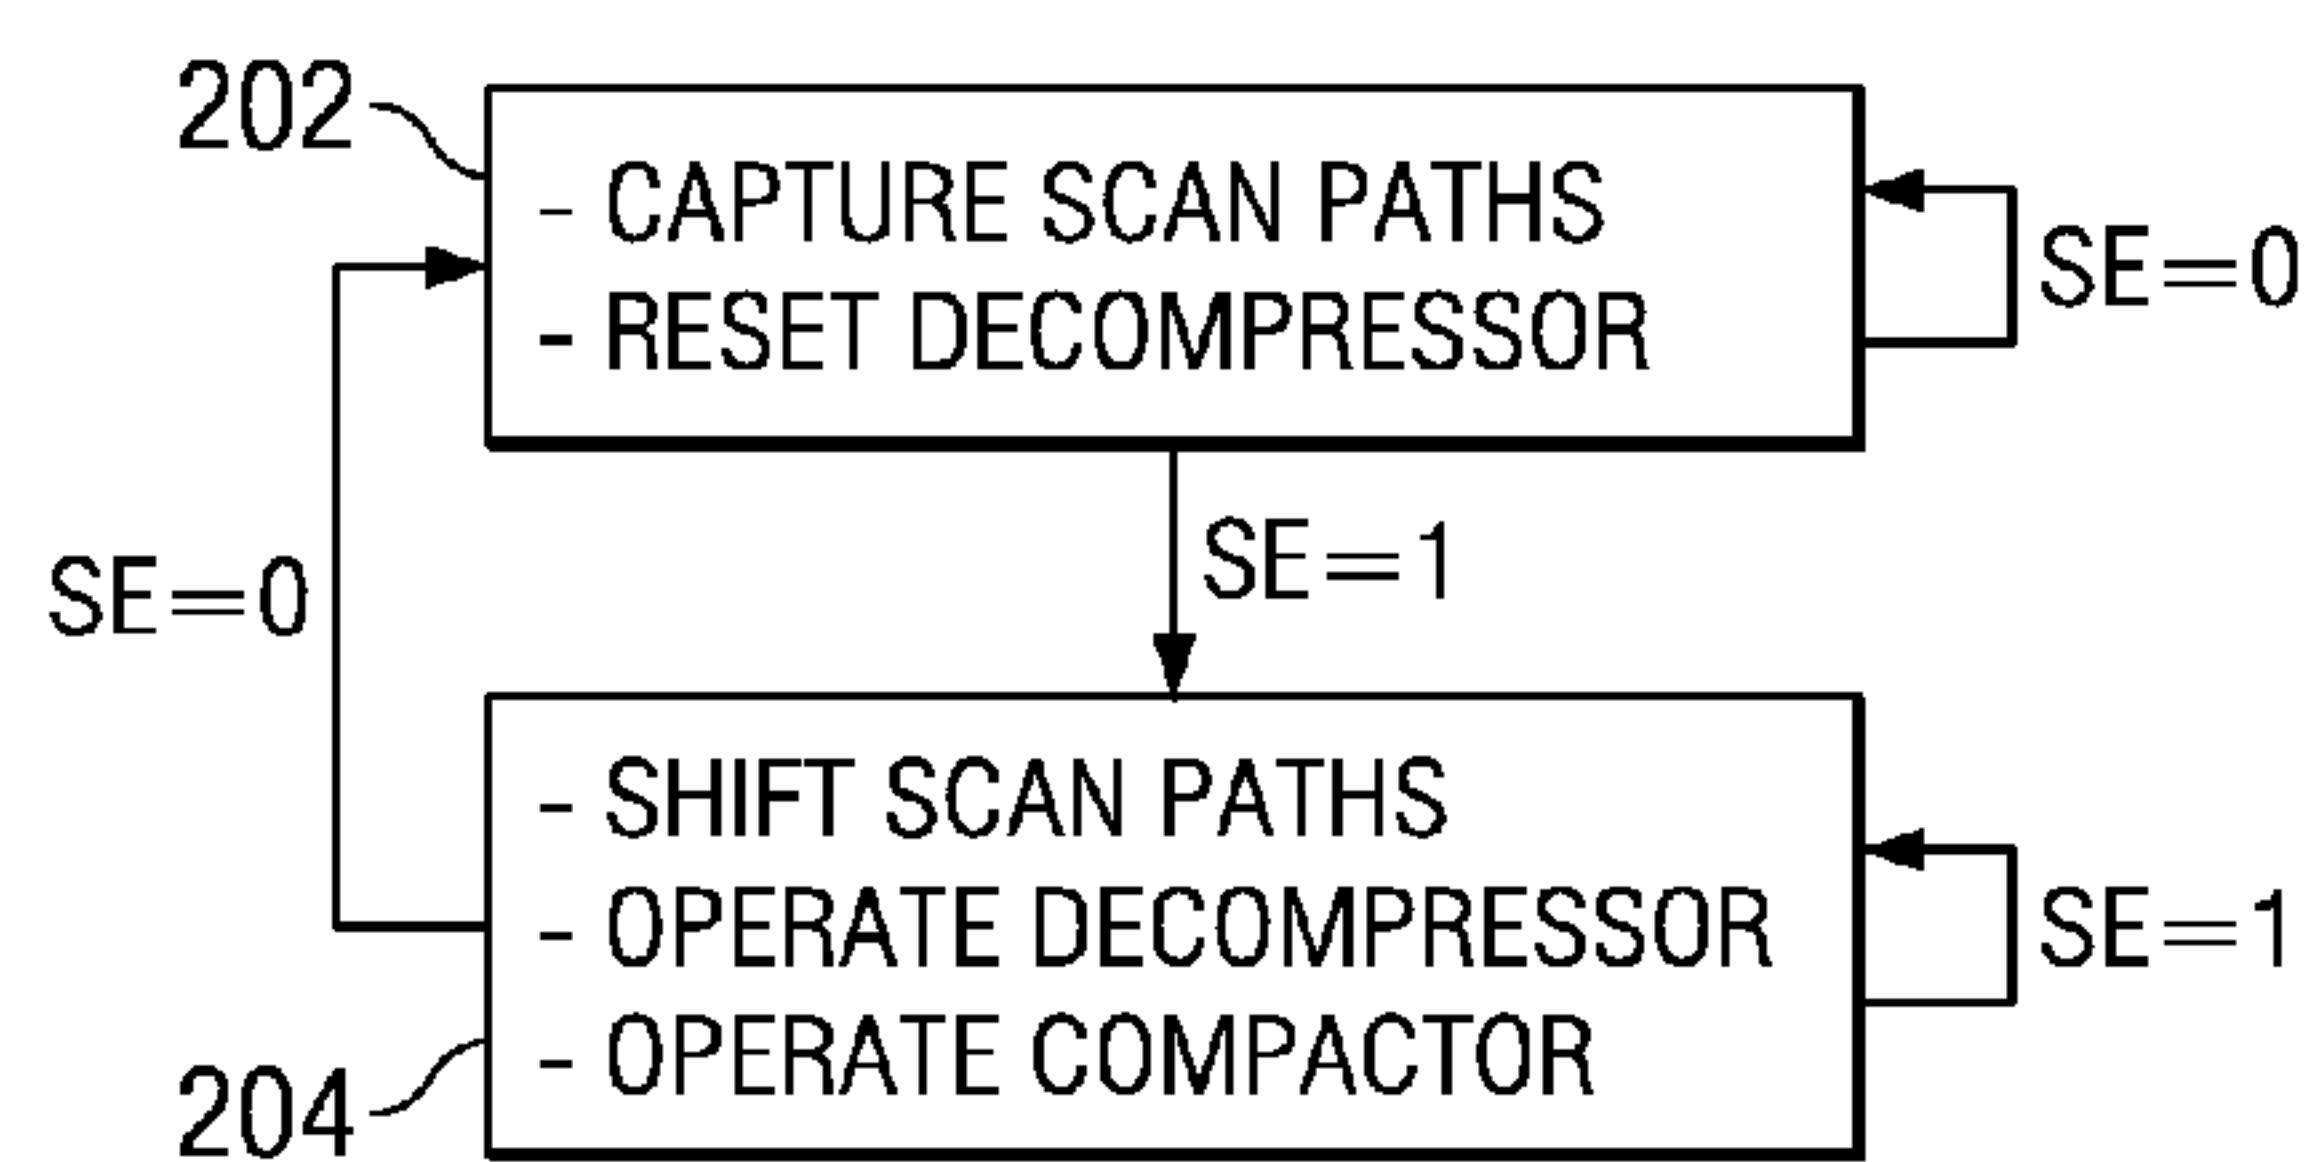 202
- CAPTURE SCAN PATHS
- RESET DECOMPRESSOR
SE=0
SE=1
SE=0
- SHIFT SCAN PATHS
- OPERATE DECOMPRESSOR
- OPERATE COMPACTOR
SE=1
204